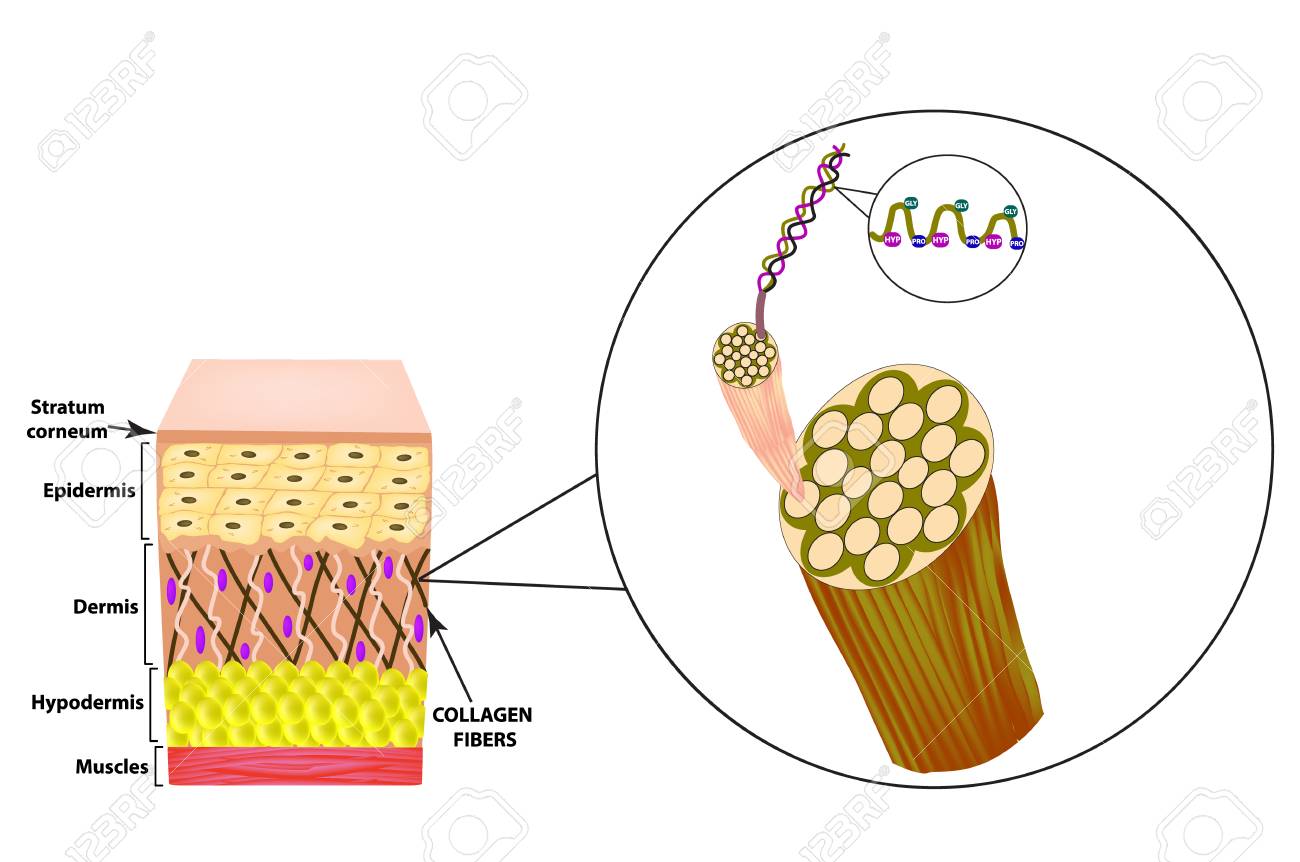 Stratum
corneum
Epidermis
Dermis
Hypodermis
Muscles
COLLAGEN
FIBERS
GLY
GLY
GLY
HYP
PRO
HYP
PRO
HYP
PRO
123RF
123RF
123RF
123RF
123RF
123RF